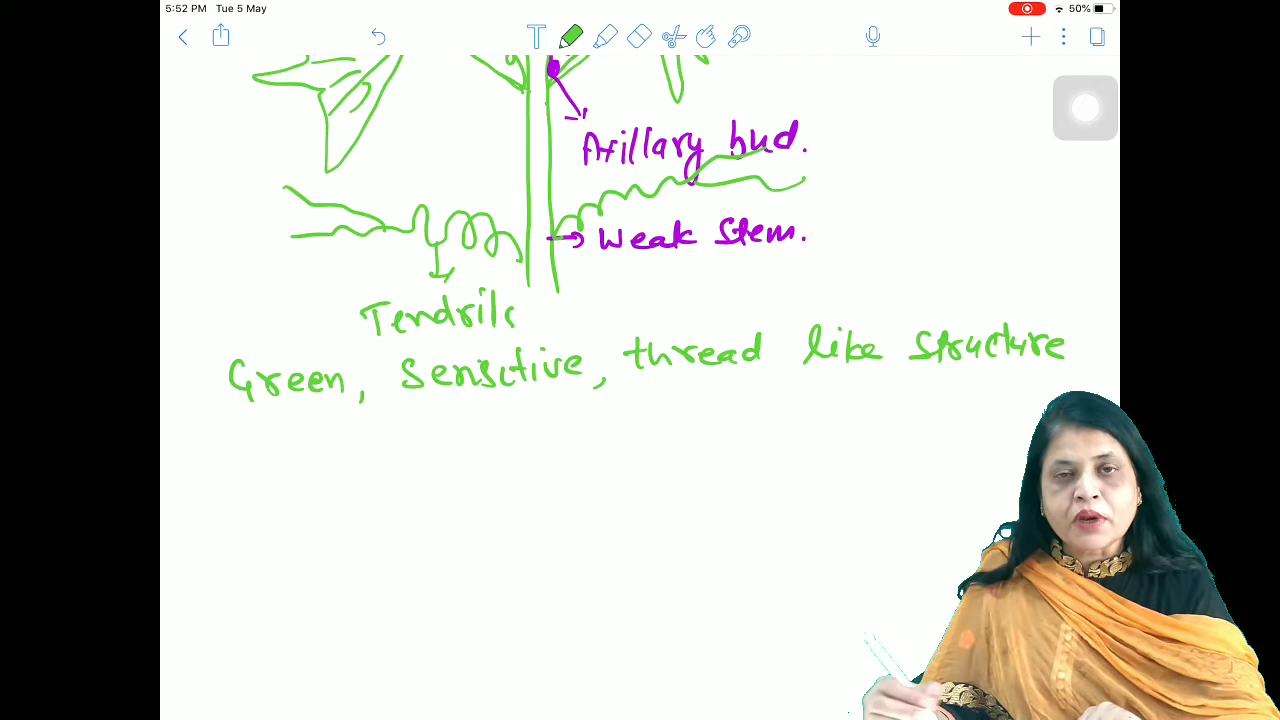 5:52 PM Tue 5 May
50%
T
Axillary bud.
Weak Stem.
Tendrils
Green, Sensitive, thread like structure